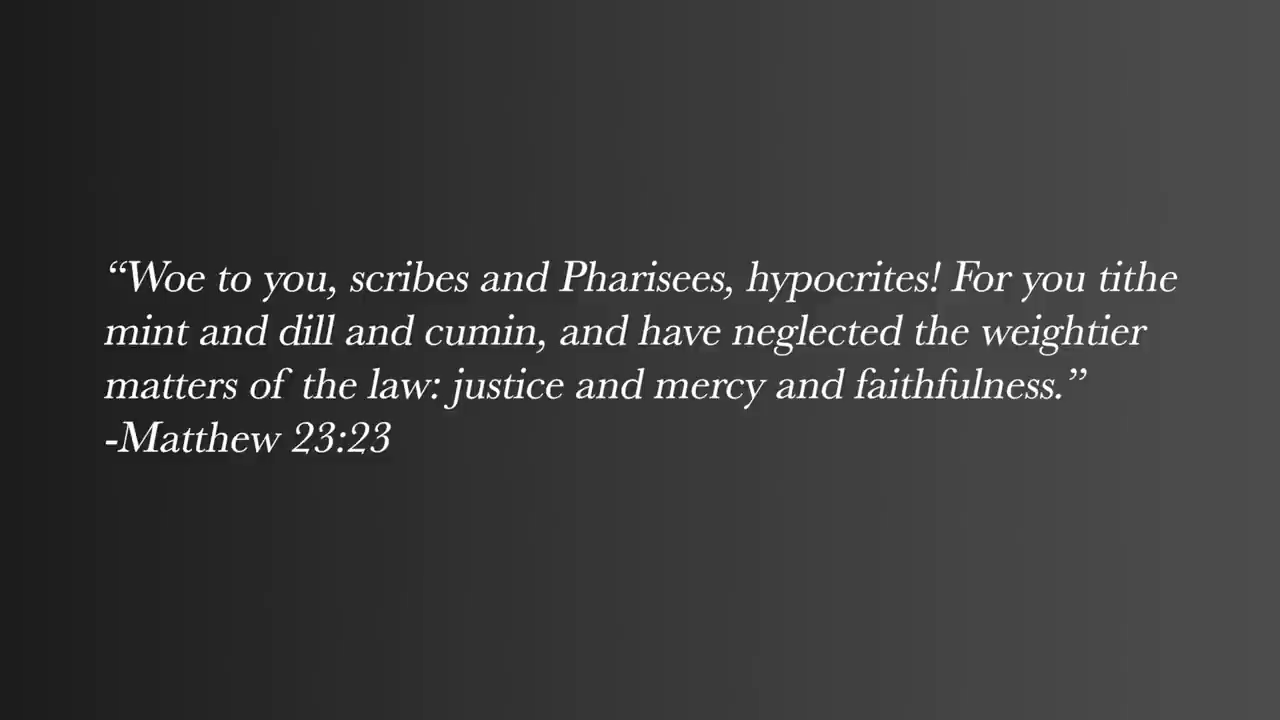 “Woe to you, scribes and Pharisees, hypocrites! For you tithe
mint and dill and cumin, and have neglected the weightier
matters of the law: justice and mercy and faithfulness.”
-Matthew 23:23